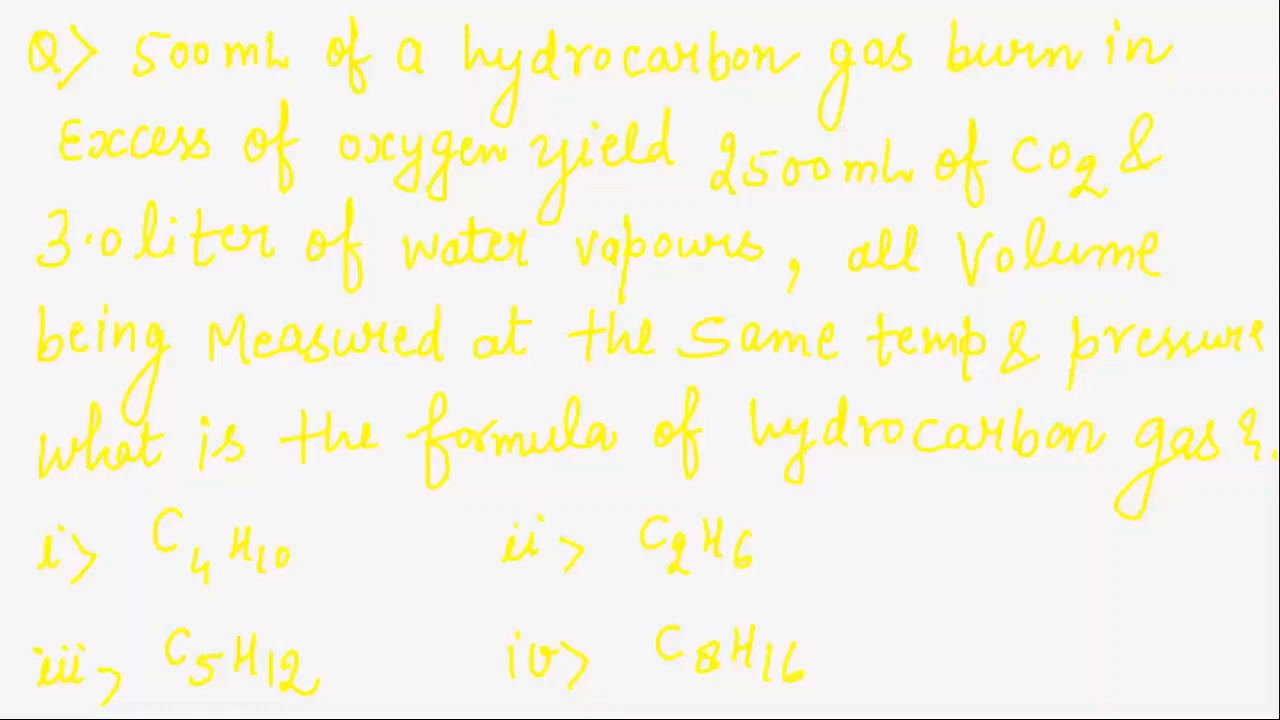 Q> 500mL of a hydrocarbon gas burn in
Excess of oxygen yield 2500mL of CO2 &
3.0 liter of water vapours, all Volume
being Measured at the Same temp & pressure
What is the formula of hydrocarbon gas ?.
i> C4H10 ii> C2H6
iii> C5H12 iv> C8H16